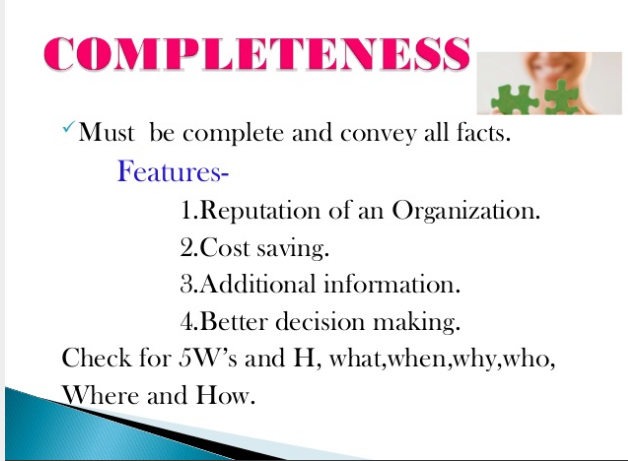 COMPLETENESS
✓Must be complete and convey all facts.
Features-
1.Reputation of an Organization.
2.Cost saving.
3.Additional information.
4.Better decision making.
Check for 5W's and H, what,when,why,who,
Where and How.